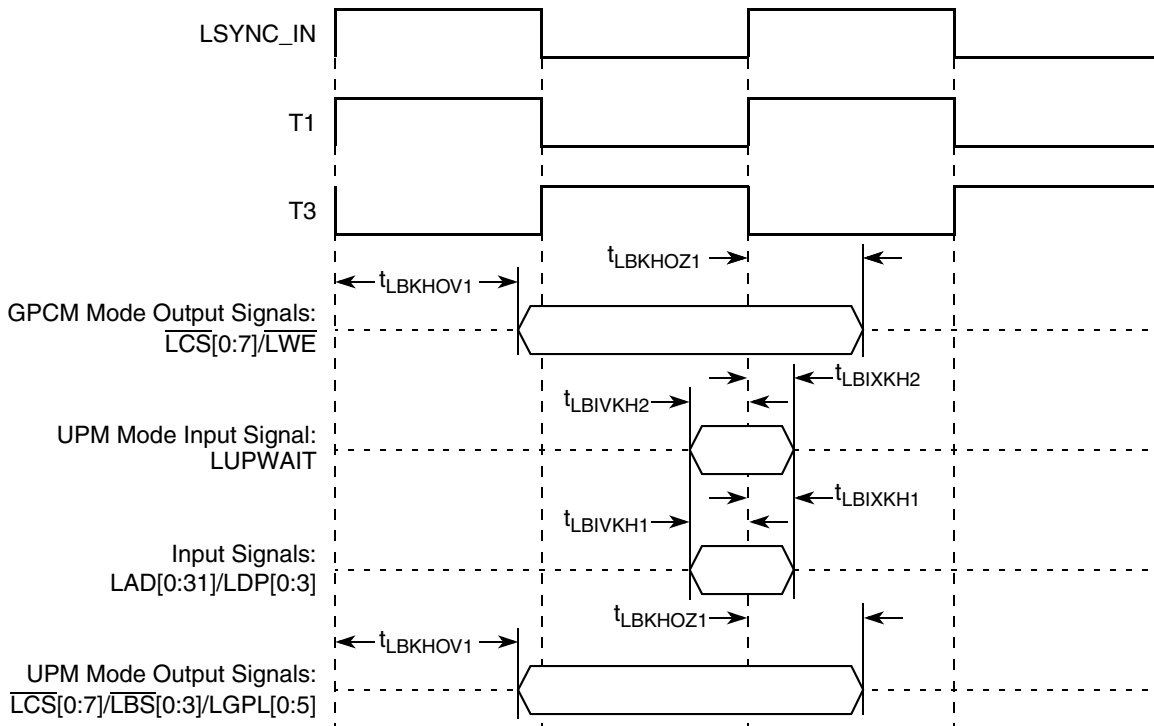 LSYNC_IN
T1
T3
tLBKHOZ1
tLBKHOV1
GPCM Mode Output Signals:
LCS[0:7]/LWE
tLBIXKH2
tLBIVKH2
UPM Mode Input Signal:
LUPWAIT
tLBIXKH1
tLBIVKH1
Input Signals:
LAD[0:31]/LDP[0:3]
tLBKHOZ1
tLBKHOV1
UPM Mode Output Signals:
LCS[0:7]/LBS[0:3]/LGPL[0:5]